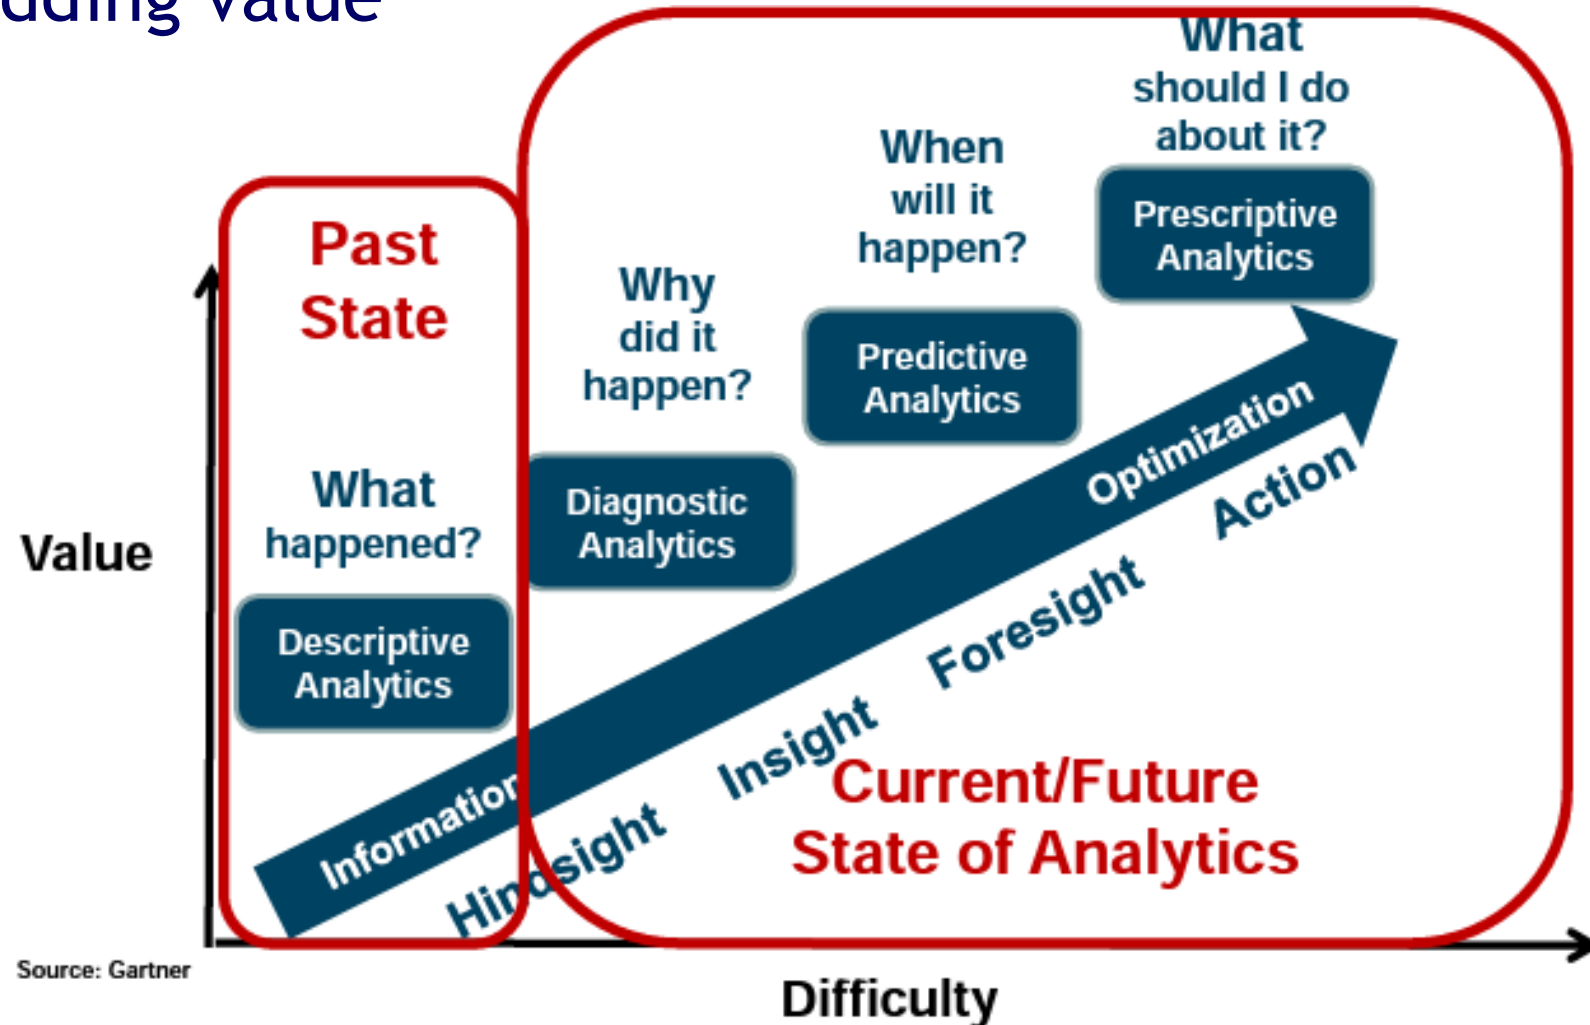 dding value
What
should I do
about it?
When
will it
happen?
Prescriptive
Analytics
Past
State
Why
did it
happen?
Predictive
Analytics
What
happened?
Diagnostic
Analytics
Value
Descriptive
Analytics
Information
Optimization
Hindsight
Insight
Foresight
Action
Current/Future
State of Analytics
Source: Gartner
Difficulty